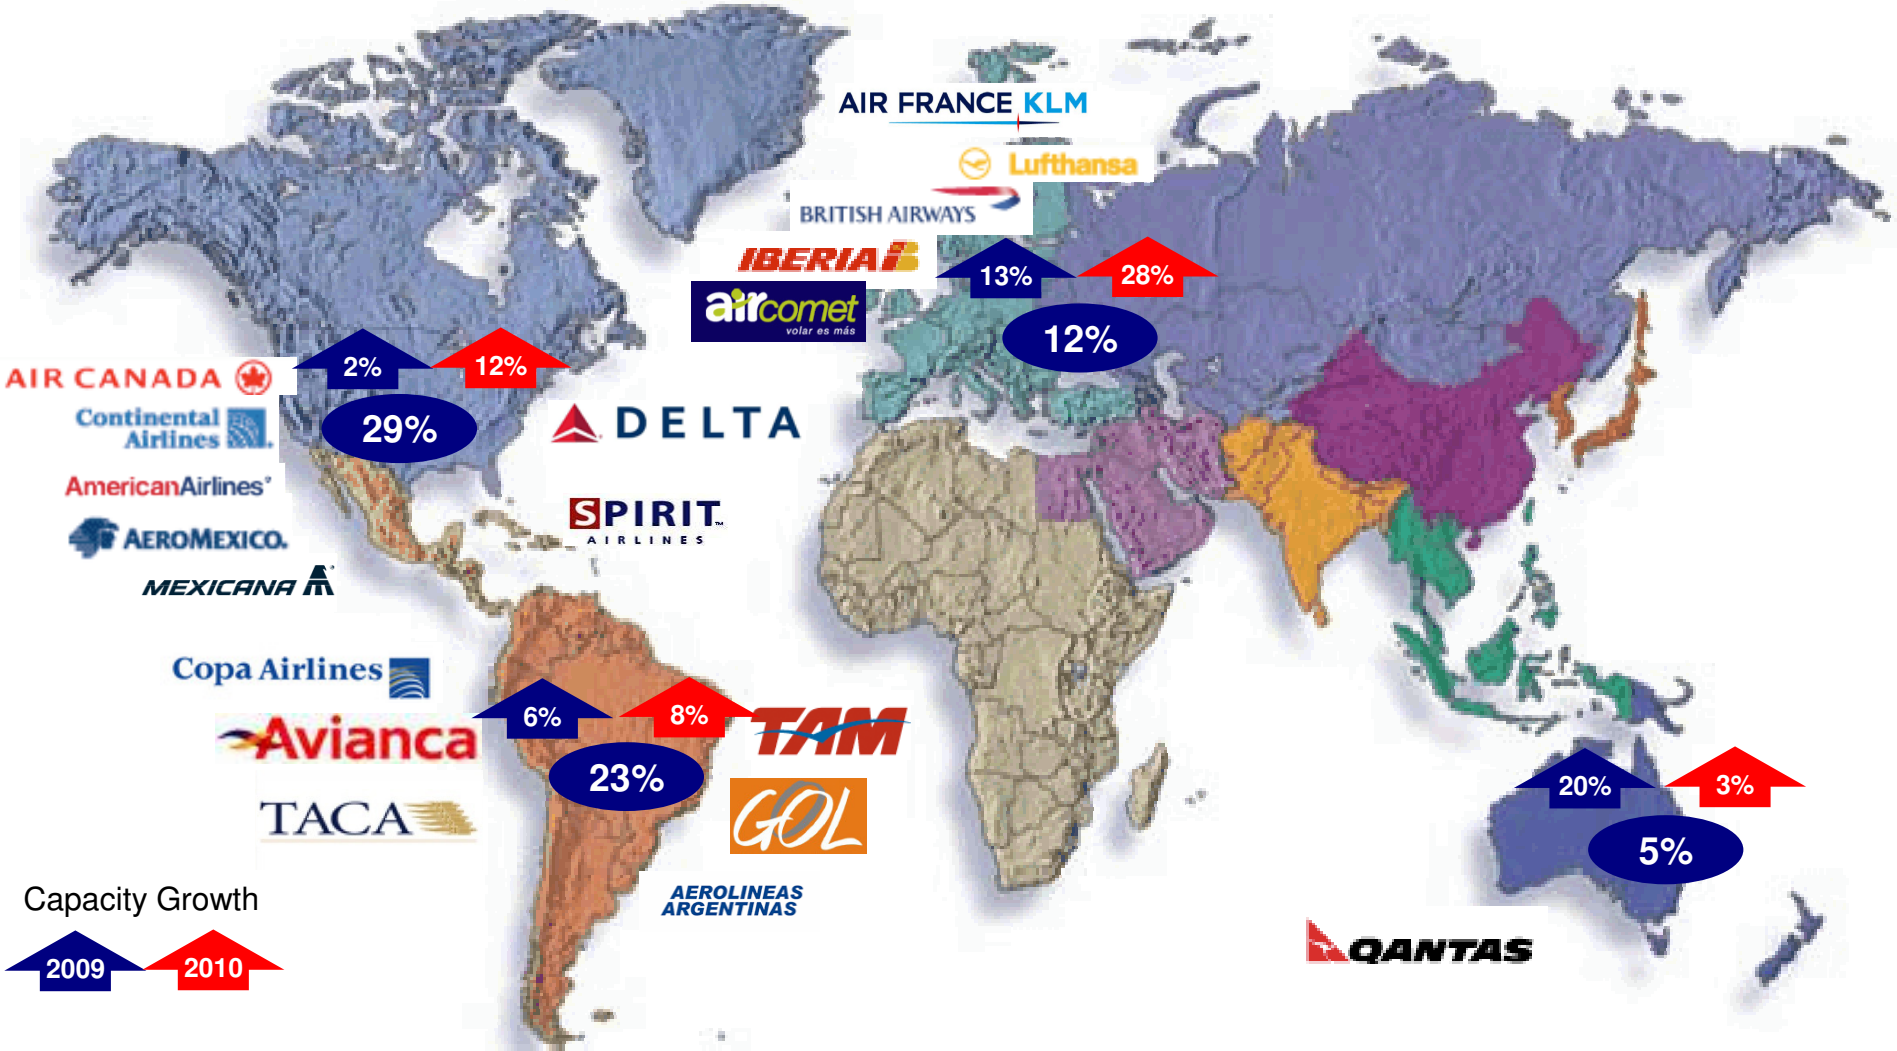 AIR FRANCE KLM
Lufthansa
BRITISH AIRWAYS
IBERIA
aircomet
volar es más
13%
28%
12%
2%
12%
29%
AIR CANADA
Continental
Airlines
AmericanAirlines®
AEROMEXICO.
MEXICANA
DELTA
SPIRIT™
AIRLINES
Copa Airlines
Avianca
TACA
6%
8%
23%
TAM
GOL
AEROLINEAS
ARGENTINAS
20%
3%
5%
QANTAS
Capacity Growth
2009
2010